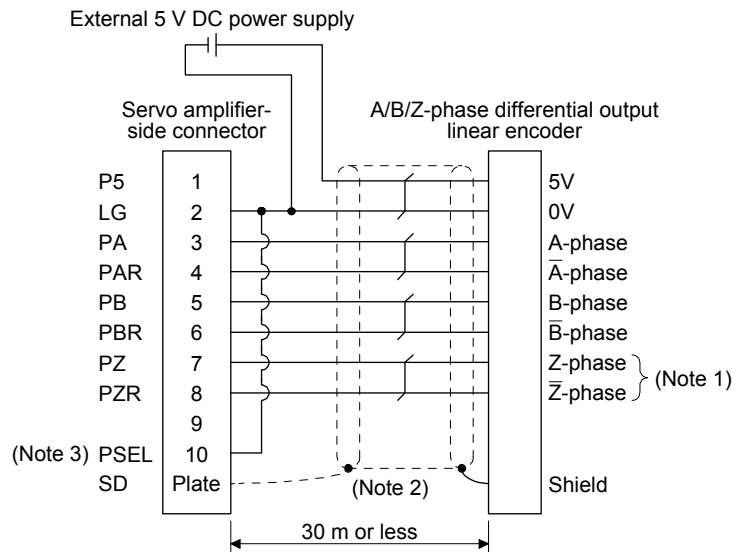 External 5 V DC power supply
Servo amplifier-
side connector
A/B/Z-phase differential output
linear encoder
P5 1 5V
LG 2 0V
PA 3 A-phase
PAR 4 A̅-phase
PB 5 B-phase
PBR 6 B̅-phase
PZ 7 Z-phase
PZR 8 Z̅-phase
(Note 1)
9
(Note 3) PSEL 10
SD Plate (Note 2) Shield
30 m or less